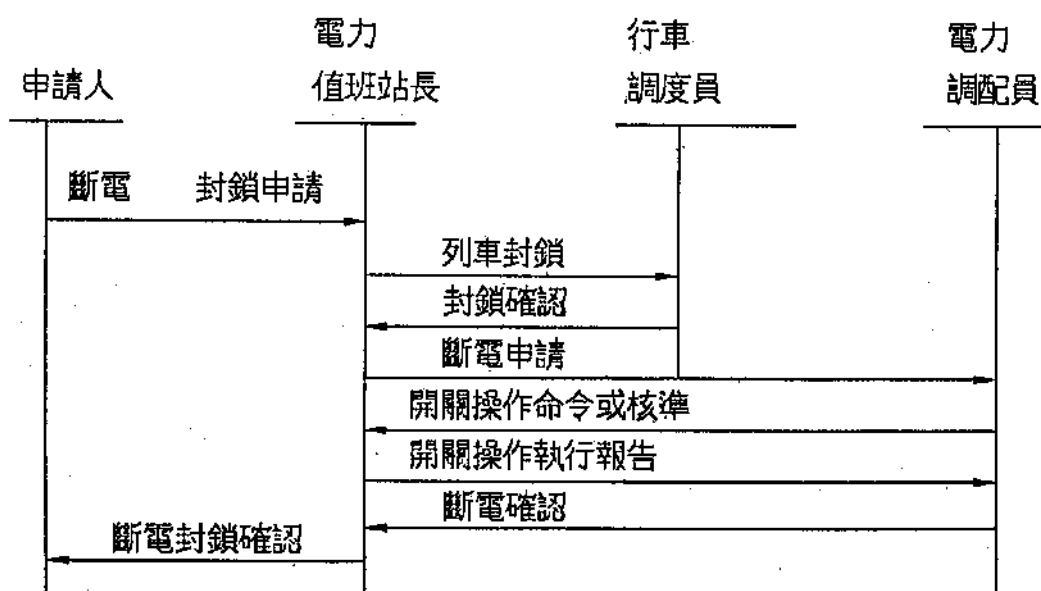 申請人
電力
值班站長
行車
調度員
電力
調配員
斷電 封鎖申請
列車封鎖
封鎖確認
斷電申請
開關操作命令或核準
開關操作執行報告
斷電確認
斷電封鎖確認